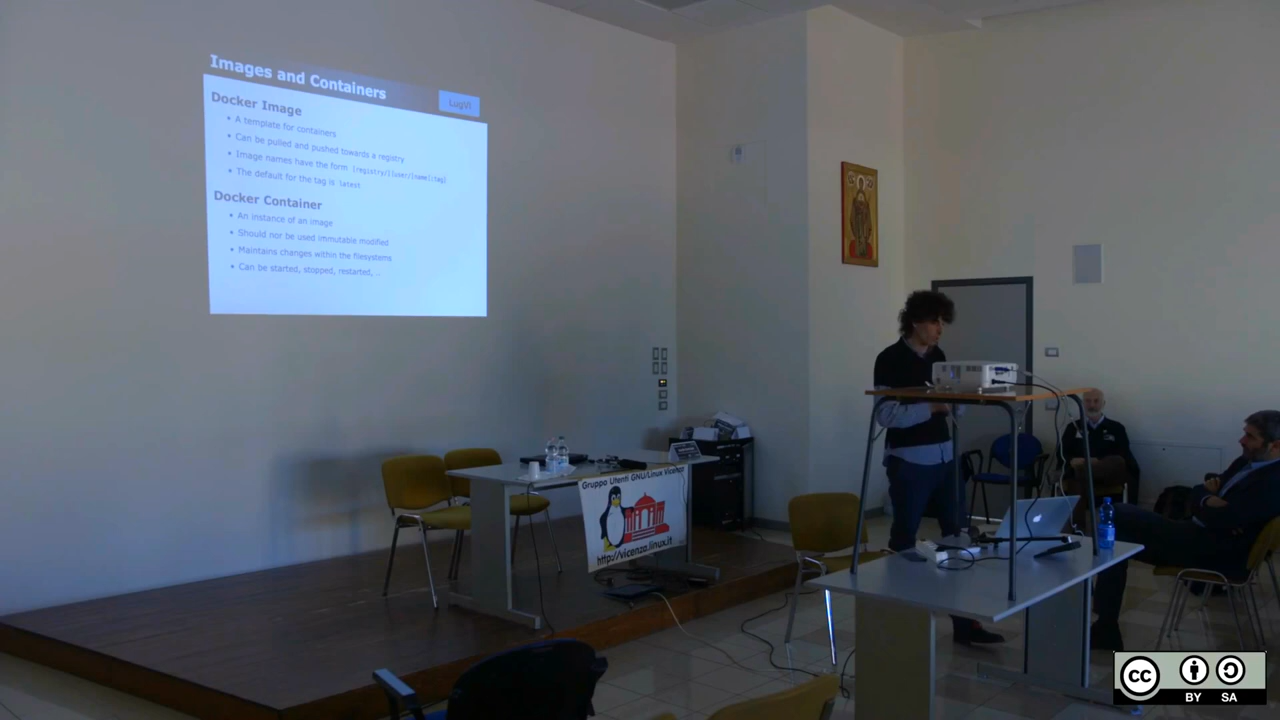 Images and Containers
LugVI
Docker Image
• A template for containers
• Can be pulled and pushed towards a registry
• Image names have the form [registry/][user/]name[:tag]
• The default for the tag is latest
Docker Container
• An instance of an image
• Should nor be used immutable modified
• Maintains changes within the filesystems
• Can be started, stopped, restarted, ...
Gruppo Utenti GNU/Linux Vicenza
http://vicenza.linux.it
cc
BY SA